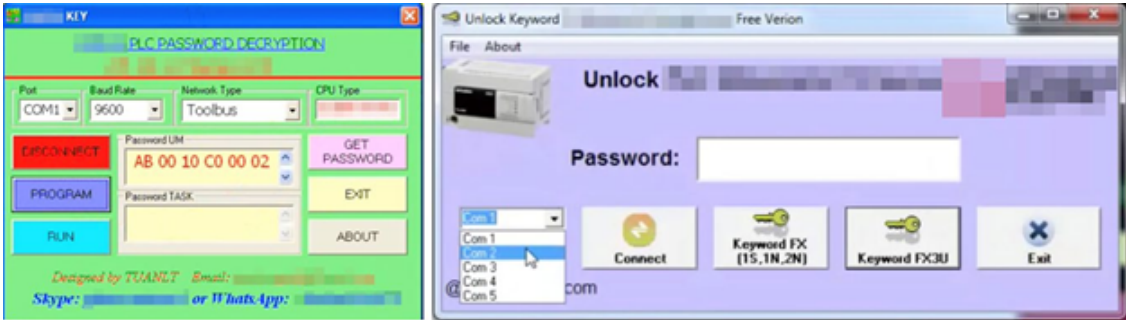 KEY
PLC PASSWORD DECRYPTION
Port
Baud Rate
Network Type
CPU Type
COM1
9600
Toolbus
DISCONNECT
Password UM
AB 00 10 C0 00 02
GET PASSWORD
PROGRAM
Password TASK
EXIT
RUN
ABOUT
Designed by TUANLT Email:
Skype: or WhatsApp:
Unlock Keyword Free Verion
File About
Unlock
Password:
Com 1
Com 1
Com 2
Com 3
Com 4
Com 5
Connect
Keyword FX
(1S,1N,2N)
Keyword FX3U
Exit
@ com